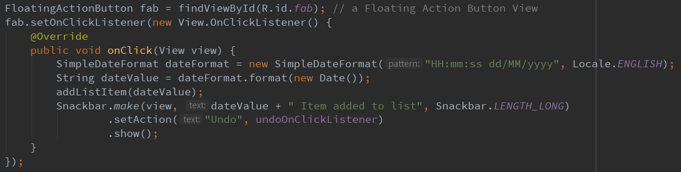 FloatingActionButton fab = findViewById(R.id.fab); // a Floating Action Button View
fab.setOnClickListener(new View.OnClickListener() {
    @Override
    public void onClick(View view) {
        SimpleDateFormat dateFormat = new SimpleDateFormat( pattern: "HH:mm:ss dd/MM/yyyy", Locale.ENGLISH);
        String dateValue = dateFormat.format(new Date());
        addListItem(dateValue);
        Snackbar.make(view, text: dateValue + " Item added to list", Snackbar.LENGTH_LONG)
                .setAction( text: "Undo", undoOnClickListener)
                .show();
    }
});